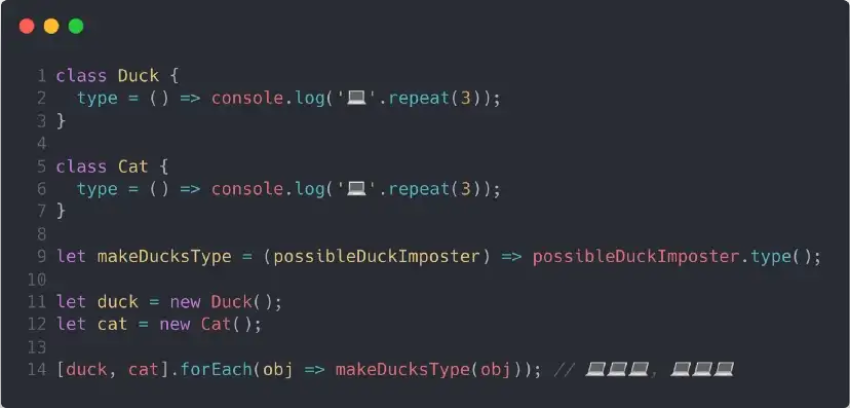 1 class Duck {
2   type = () => console.log('💻'.repeat(3));
3 }
4
5 class Cat {
6   type = () => console.log('💻'.repeat(3));
7 }
8
9 let makeDucksType = (possibleDuckImposter) => possibleDuckImposter.type();
10
11 let duck = new Duck();
12 let cat = new Cat();
13
14 [duck, cat].forEach(obj => makeDucksType(obj)); // 💻💻💻, 💻💻💻